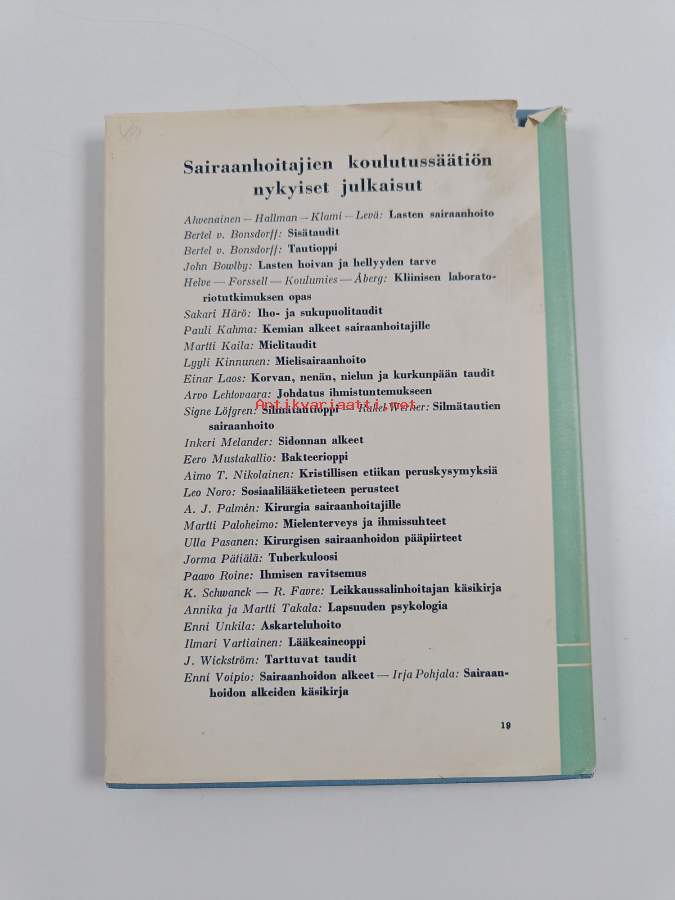 Sairaanhoitajien koulutussäätiön
nykyiset julkaisut
Ahvenainen — Hallman — Klami — Levä: Lasten sairaanhoito
Bertel v. Bonsdorff: Sisätaudit
Bertel v. Bonsdorff: Tautioppi
John Bowlby: Lasten hoivan ja hellyyden tarve
Helve — Forssell — Koulumies — Åberg: Kliinisen laborato-
riotutkimuksen opas
Sakari Härö: Iho- ja sukupuolitaudit
Pauli Kahma: Kemian alkeet sairaanhoitajille
Martti Kaila: Mielitaudit
Lyyli Kinnunen: Mielisairaanhoito
Einar Laos: Korvan, nenän, nielun ja kurkunpään taudit
Arvo Lehtovaara: Johdatus ihmistuntemukseen
Antikvariaatti.net
Signe Löfgren: Silmätautioppi — Rakel Wirner: Silmätautien
sairaanhoito
Inkeri Melander: Sidonnan alkeet
Eero Mustakallio: Bakteerioppi
Aimo T. Nikolainen: Kristillisen etiikan peruskysymyksiä
Leo Noro: Sosiaalilääketieteen perusteet
A. J. Palmén: Kirurgia sairaanhoitajille
Martti Paloheimo: Mielenterveys ja ihmissuhteet
Ulla Pasanen: Kirurgisen sairaanhoidon pääpiirteet
Jorma Pätiälä: Tuberkuloosi
Paavo Roine: Ihmisen ravitsemus
K. Schwanck — R. Favre: Leikkaussalinhoitajan käsikirja
Annika ja Martti Takala: Lapsuuden psykologia
Enni Unkila: Askarteluhoito
Ilmari Vartiainen: Lääkeaineoppi
J. Wickström: Tarttuvat taudit
Enni Voipio: Sairaanhoidon alkeet — Irja Pohjala: Sairaan-
hoidon alkeiden käsikirja
19